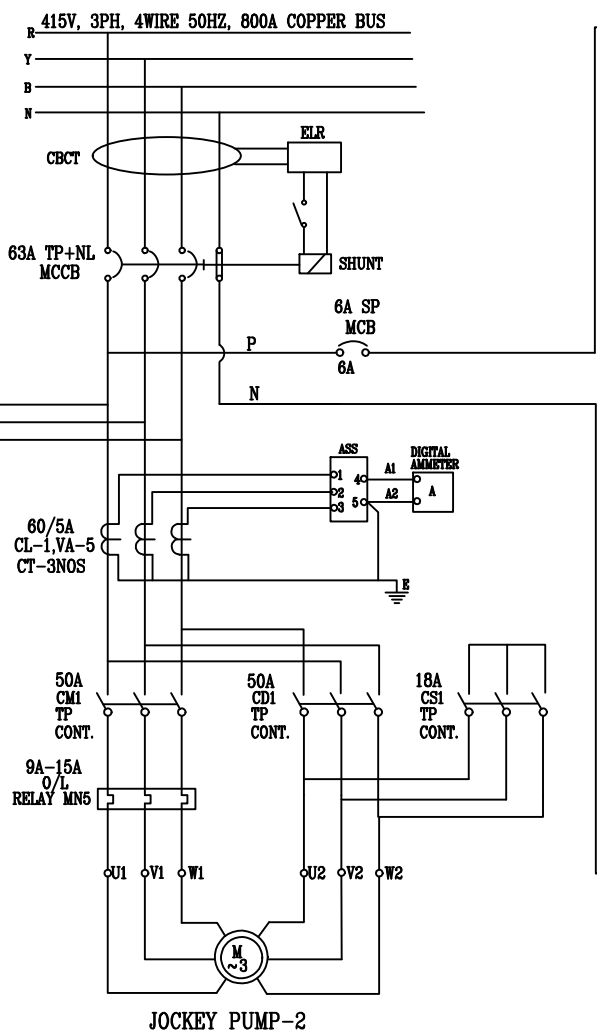 415V, 3PH, 4WIRE 50HZ, 800A COPPER BUS
R
Y
B
N
ELR
CBCT
63A TP+NL
MCCB
SHUNT
6A SP
MCB
P
6A
N
ASS
DIGITAL
AMMETER
1
4
A1
2
A
3
5
A2
60/5A
CL-1,VA-5
CT-3NOS
E
50A
CM1
TP
CONT.
50A
CD1
TP
CONT.
18A
CS1
TP
CONT.
9A-15A
O/L
RELAY MN5
U1
V1
W1
U2
V2
W2
M
~3
JOCKEY PUMP-2